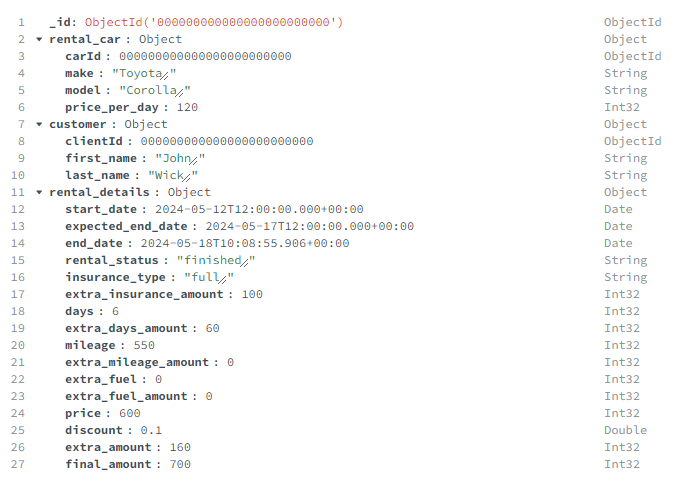 1 _id: ObjectId('000000000000000000000000') ObjectId
2 rental_car : Object Object
3 carId : 000000000000000000000000 ObjectId
4 make : "Toyota" String
5 model : "Corolla" String
6 price_per_day : 120 Int32
7 customer : Object Object
8 clientId : 000000000000000000000000 ObjectId
9 first_name : "John" String
10 last_name : "Wick" String
11 rental_details : Object Object
12 start_date : 2024-05-12T12:00:00.000+00:00 Date
13 expected_end_date : 2024-05-17T12:00:00.000+00:00 Date
14 end_date : 2024-05-18T10:08:55.906+00:00 Date
15 rental_status : "finished" String
16 insurance_type : "full" String
17 extra_insurance_amount : 100 Int32
18 days : 6 Int32
19 extra_days_amount : 60 Int32
20 mileage : 550 Int32
21 extra_mileage_amount : 0 Int32
22 extra_fuel : 0 Int32
23 extra_fuel_amount : 0 Int32
24 price : 600 Int32
25 discount : 0.1 Double
26 extra_amount : 160 Int32
27 final_amount : 700 Int32